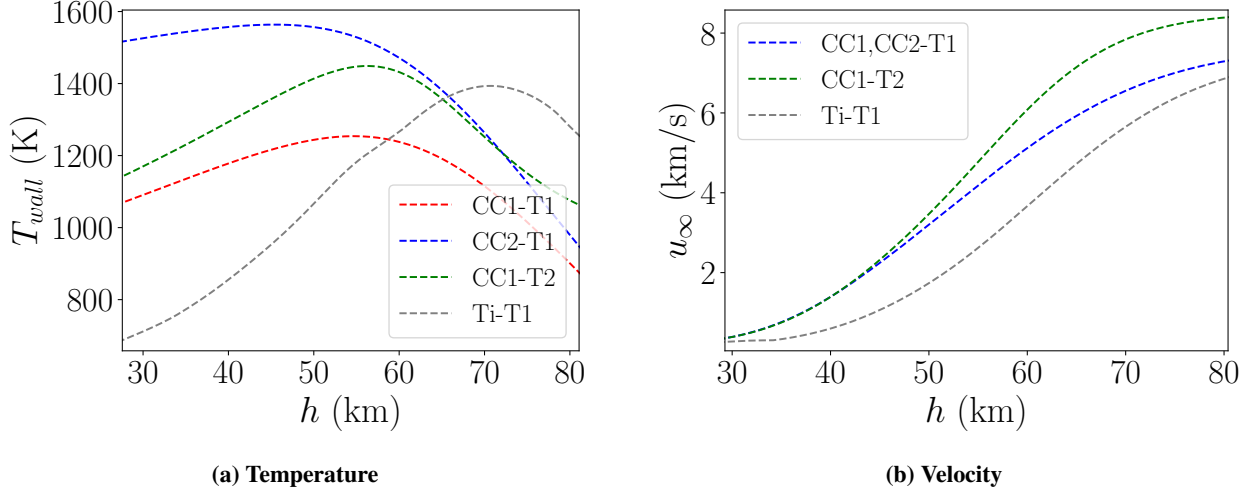 1600
1400
1200
1000
800
T_wall (K)
30 40 50 60 70 80
h (km)
CC1-T1
CC2-T1
CC1-T2
Ti-T1
(a) Temperature
8
6
4
2
u_∞ (km/s)
30 40 50 60 70 80
h (km)
CC1,CC2-T1
CC1-T2
Ti-T1
(b) Velocity